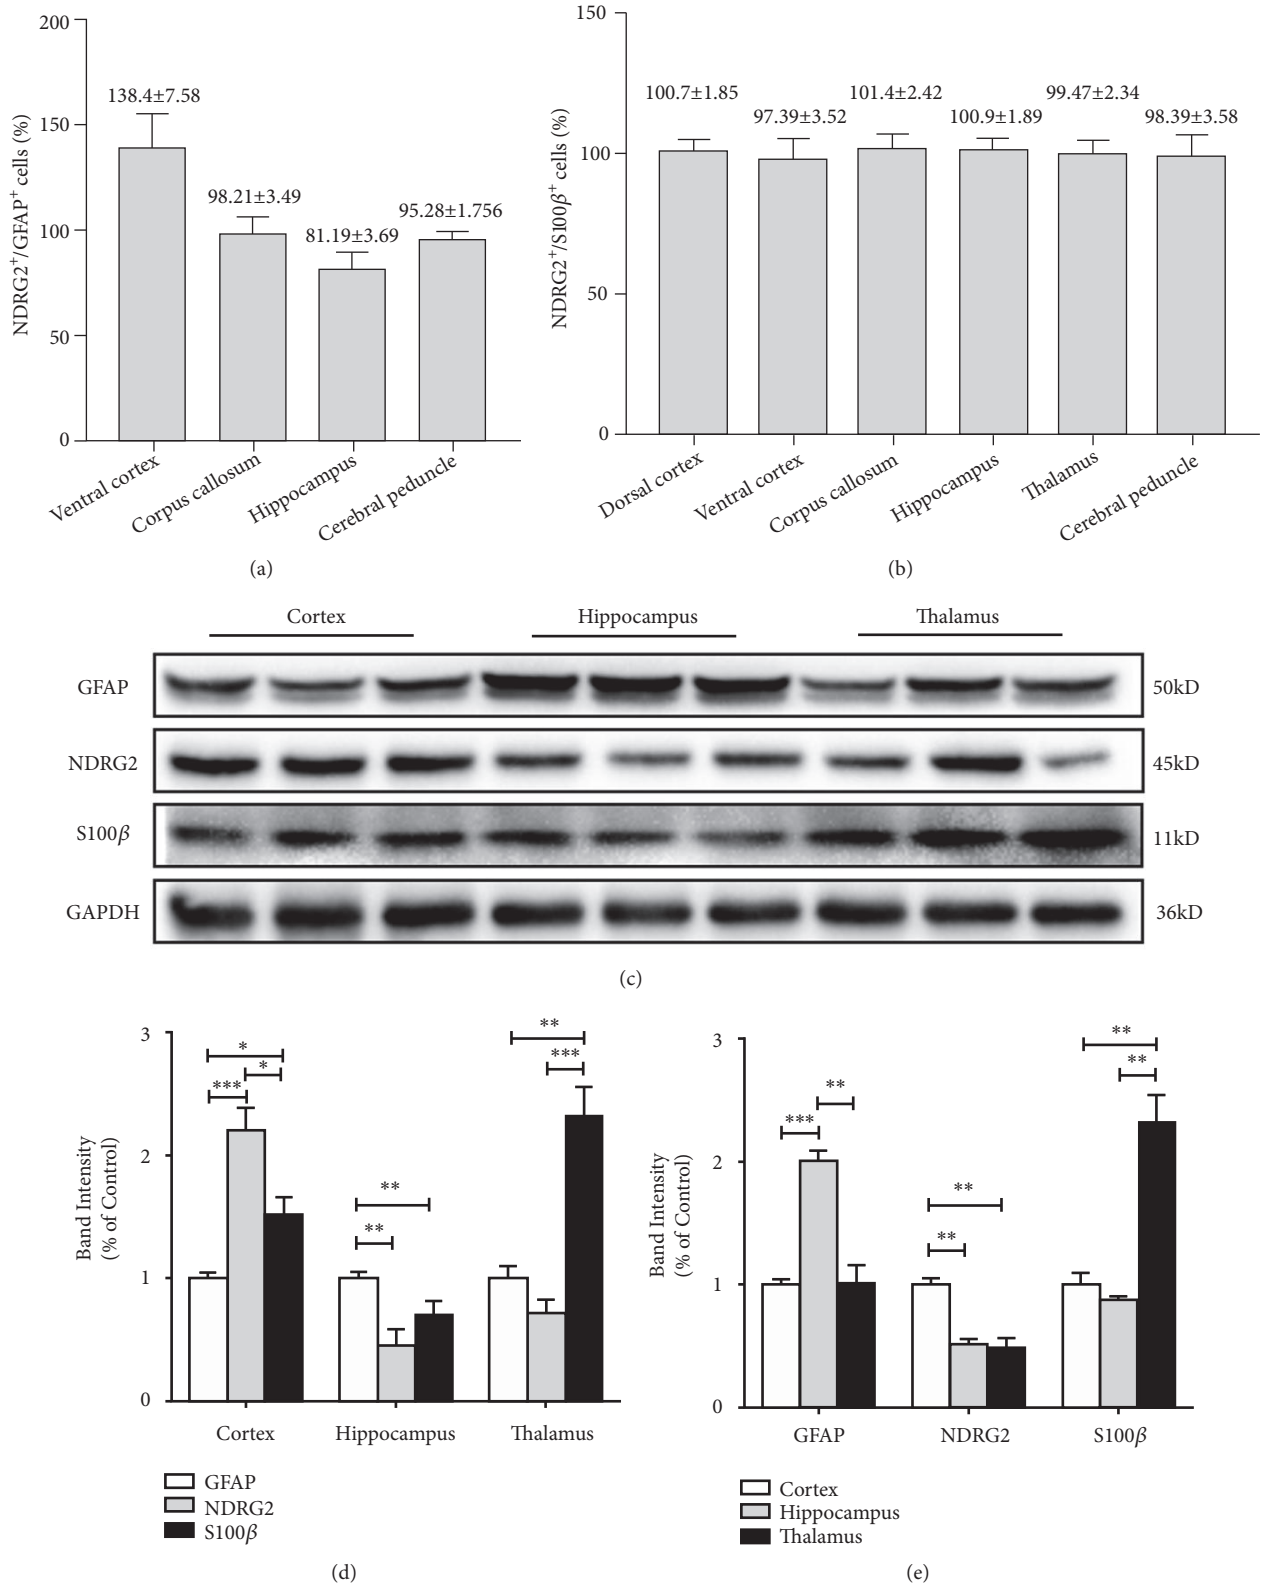 200
150
100
50
0
NDRG2+/GFAP+ cells (%)
138.4±7.58
98.21±3.49
81.19±3.69
95.28±1.756
Ventral cortex
Corpus callosum
Hippocampus
Cerebral peduncle
(a)
150
100
50
0
NDRG2+/S100β+ cells (%)
100.7±1.85
97.39±3.52
101.4±2.42
100.9±1.89
99.47±2.34
98.39±3.58
Dorsal cortex
Ventral cortex
Corpus callosum
Hippocampus
Thalamus
Cerebral peduncle
(b)
Cortex Hippocampus Thalamus
GFAP 50kD
NDRG2 45kD
S100β 11kD
GAPDH 36kD
(c)
3
2
1
0
Band Intensity
(% of Control)
*
*
***
**
**
**
***
Cortex Hippocampus Thalamus
GFAP
NDRG2
S100β
(d)
3
2
1
0
Band Intensity
(% of Control)
***
**
**
**
**
**
GFAP NDRG2 S100β
Cortex
Hippocampus
Thalamus
(e)